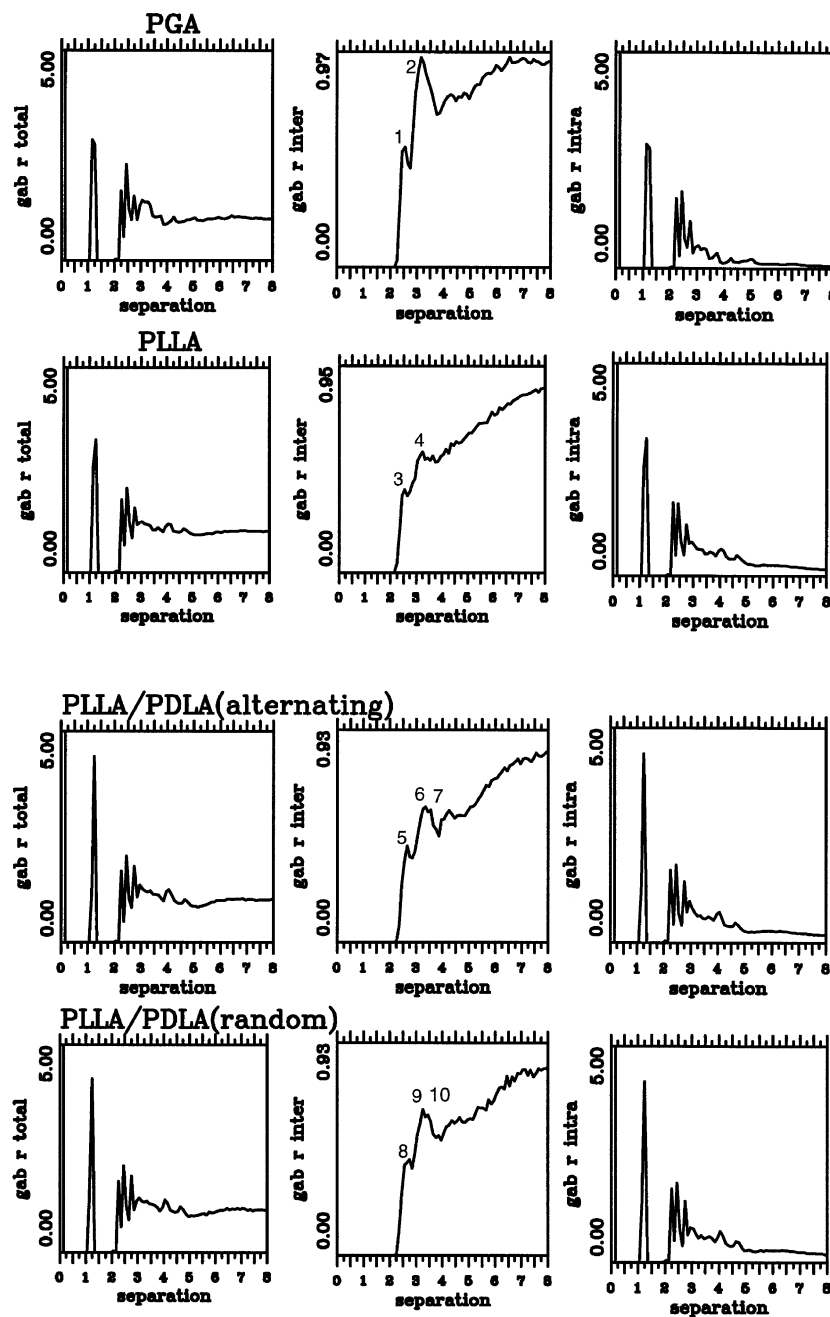 PGA
gab r total
5.00
0.00
0 1 2 3 4 5 6 7 8
separation
gab r inter
0.97
0.00
1
2
0 1 2 3 4 5 6 7 8
separation
gab r intra
5.00
0.00
0 1 2 3 4 5 6 7 8
separation
PLLA
gab r total
5.00
0.00
0 1 2 3 4 5 6 7 8
separation
gab r inter
0.95
0.00
3
4
0 1 2 3 4 5 6 7 8
separation
gab r intra
5.00
0.00
0 1 2 3 4 5 6 7 8
separation
PLLA/PDLA(alternating)
gab r total
5.00
0.00
0 1 2 3 4 5 6 7 8
separation
gab r inter
0.93
0.00
5
6 7
0 1 2 3 4 5 6 7 8
separation
gab r intra
5.00
0.00
0 1 2 3 4 5 6 7 8
separation
PLLA/PDLA(random)
gab r total
5.00
0.00
0 1 2 3 4 5 6 7 8
separation
gab r inter
0.93
0.00
8
9 10
0 1 2 3 4 5 6 7 8
separation
gab r intra
5.00
0.00
0 1 2 3 4 5 6 7 8
separation